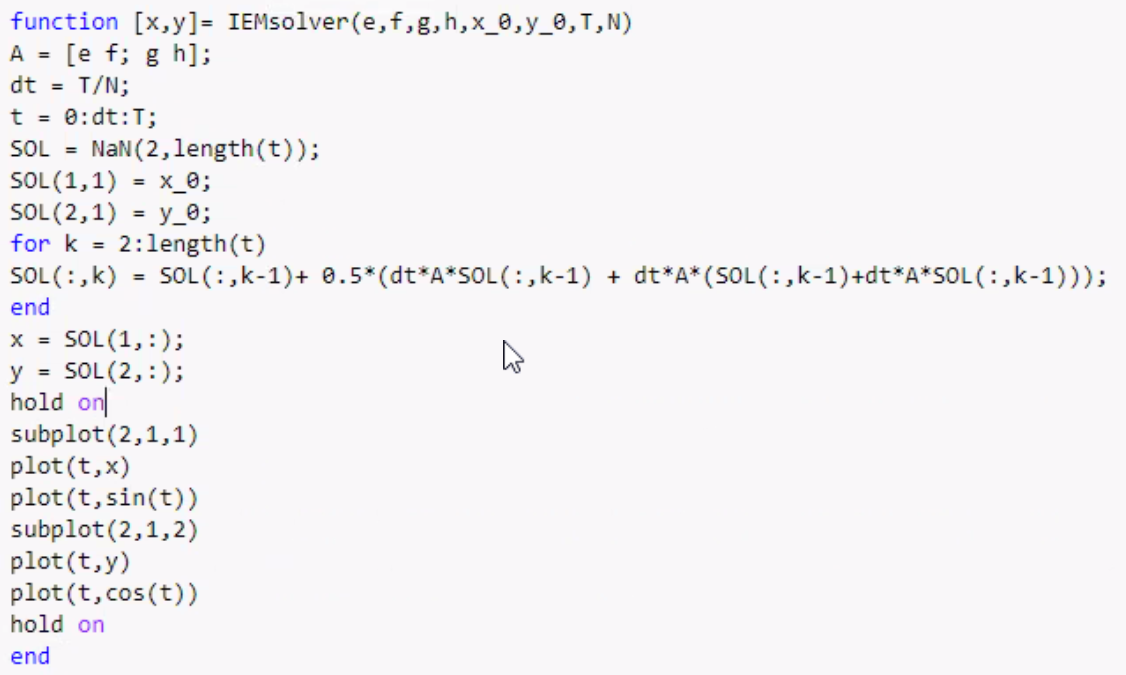 function [x,y]= IEMsolver(e,f,g,h,x_0,y_0,T,N)
A = [e f; g h];
dt = T/N;
t = 0:dt:T;
SOL = NaN(2,length(t));
SOL(1,1) = x_0;
SOL(2,1) = y_0;
for k = 2:length(t)
SOL(:,k) = SOL(:,k-1)+ 0.5*(dt*A*SOL(:,k-1) + dt*A*(SOL(:,k-1)+dt*A*SOL(:,k-1)));
end
x = SOL(1,:);
y = SOL(2,:);
hold on
subplot(2,1,1)
plot(t,x)
plot(t,sin(t))
subplot(2,1,2)
plot(t,y)
plot(t,cos(t))
hold on
end